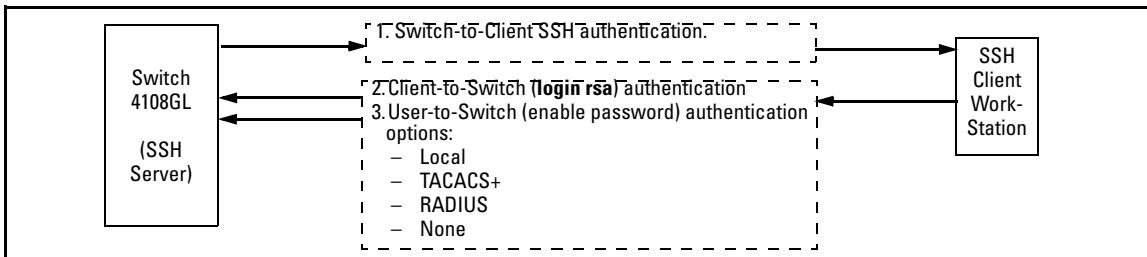 Switch
4108GL
(SSH
Server)
1. Switch-to-Client SSH authentication.
2.Client-to-Switch (login rsa) authentication
3.User-to-Switch (enable password) authentication
options:
– Local
– TACACS+
– RADIUS
– None
SSH
Client
Work-
Station